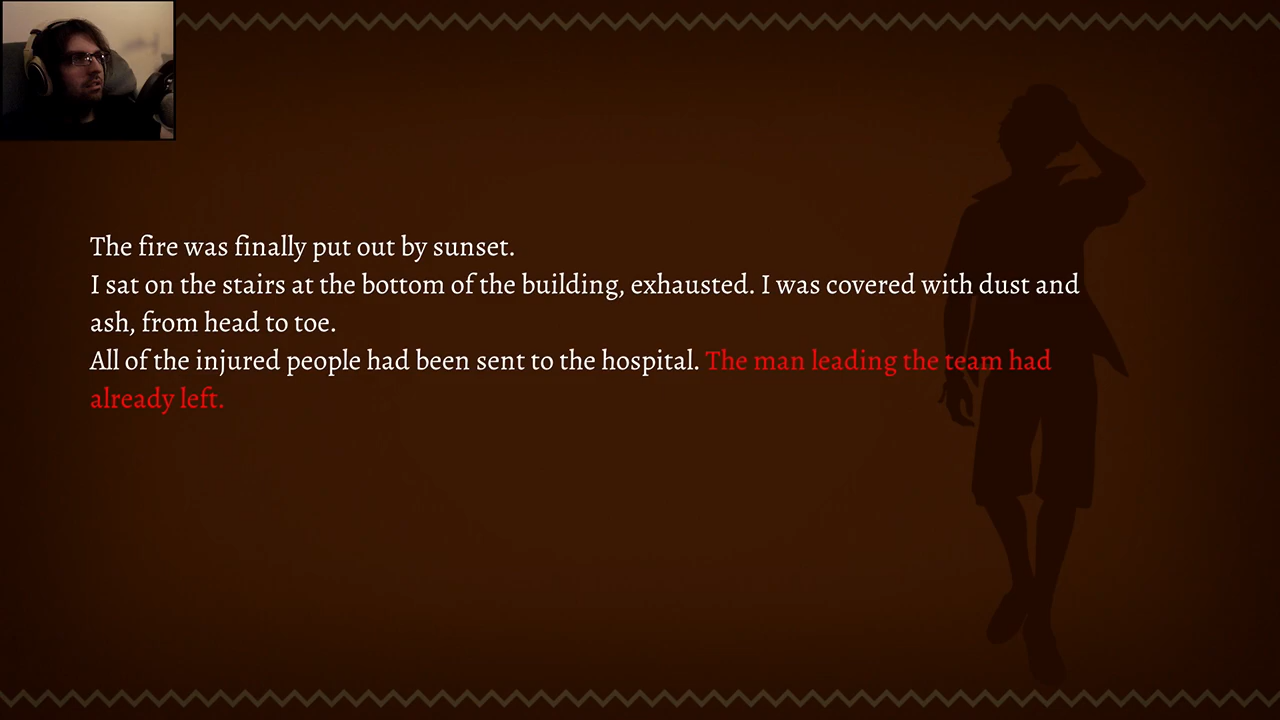 The fire was finally put out by sunset.
I sat on the stairs at the bottom of the building, exhausted. I was covered with dust and
ash, from head to toe.
All of the injured people had been sent to the hospital. The man leading the team had
already left.